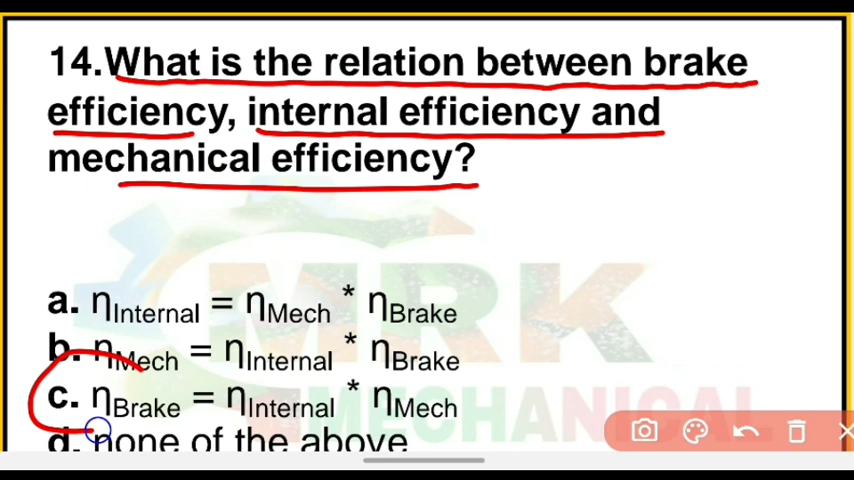 14.What is the relation between brake
efficiency, internal efficiency and
mechanical efficiency?
MRK
MECHANICAL
a. ηInternal = ηMech * ηBrake
b. ηMech = ηInternal * ηBrake
c. ηBrake = ηInternal * ηMech
d. none of the above